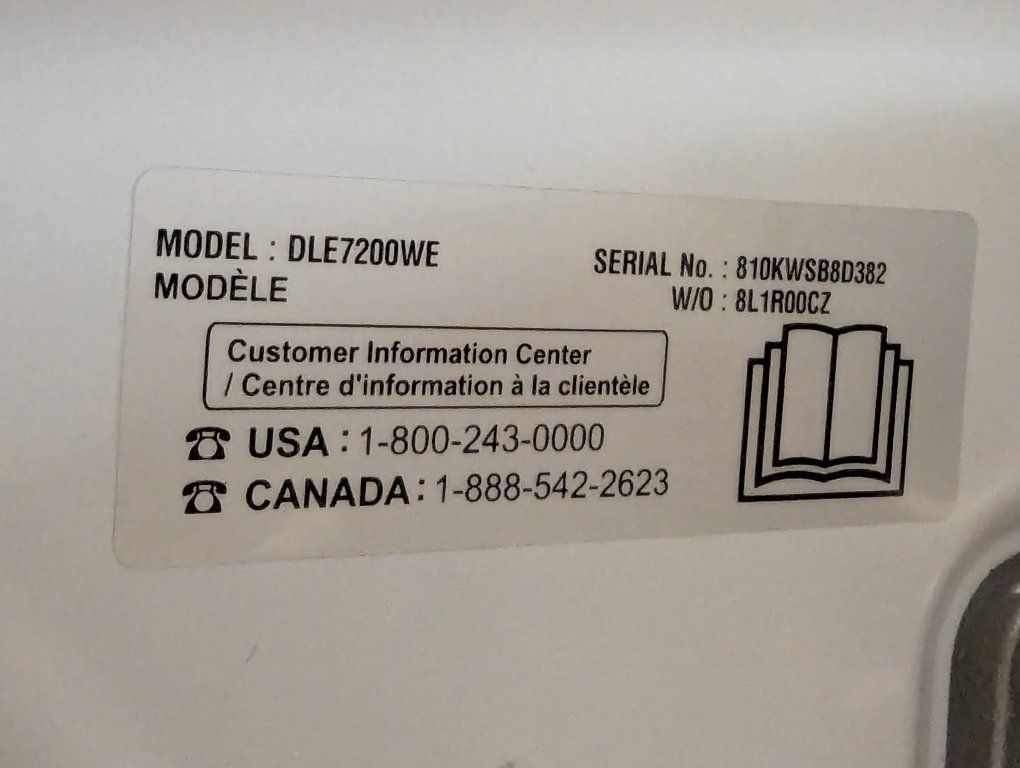 MODEL : DLE7200WE
MODÈLE
SERIAL No. : 810KWSB8D382
W/O : 8L1R00CZ
Customer Information Center
/ Centre d'information à la clientèle
USA : 1-800-243-0000
CANADA : 1-888-542-2623